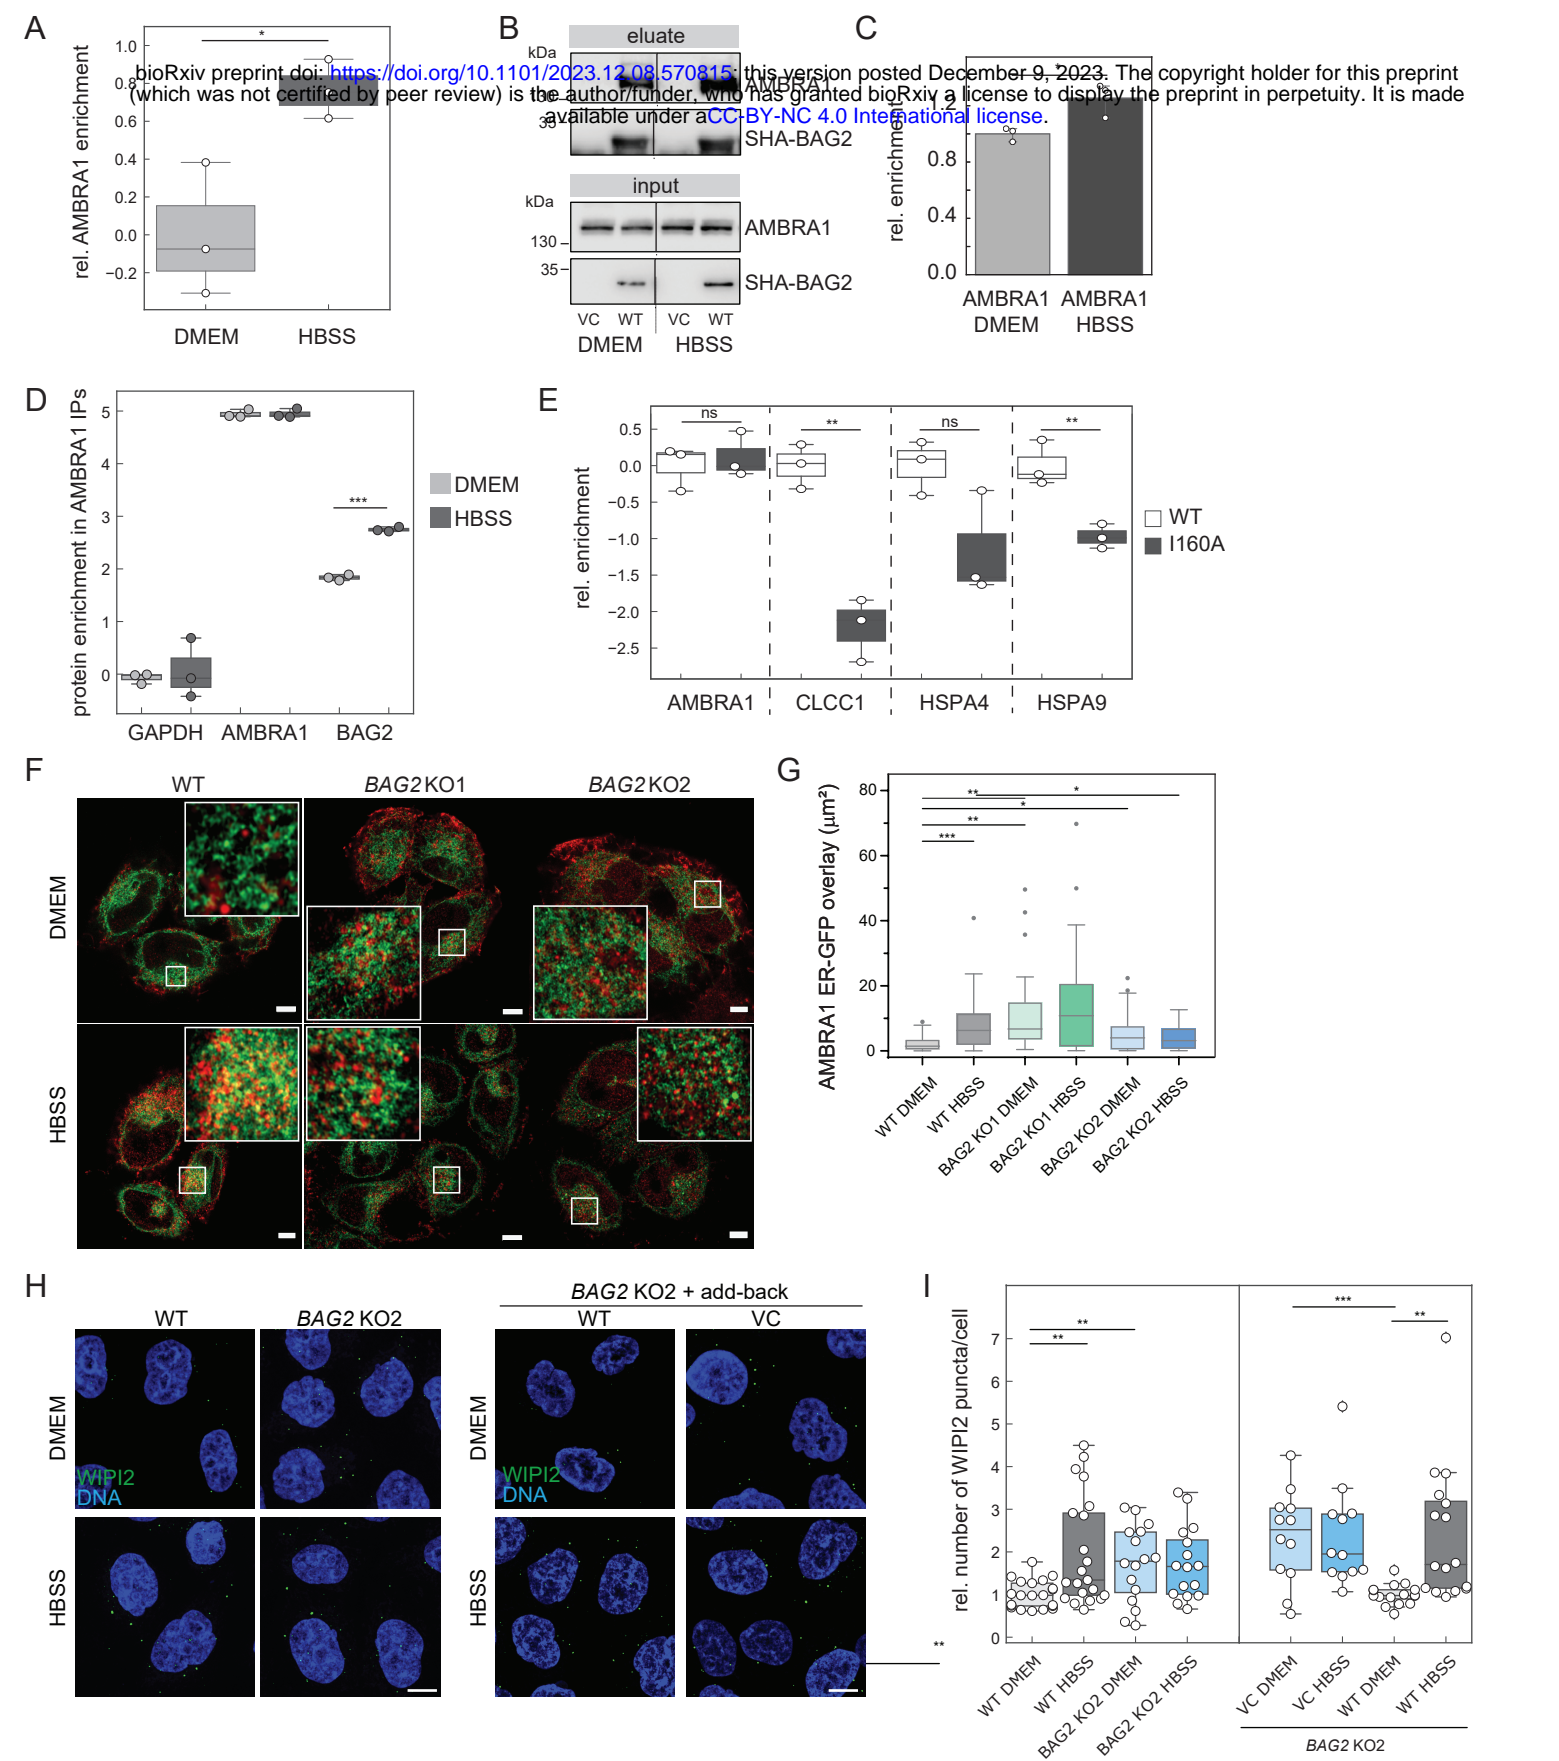 A
B
C
bioRxiv preprint doi: https://doi.org/10.1101/2023.12.08.570815; this version posted December 9, 2023. The copyright holder for this preprint
(which was not certified by peer review) is the author/funder, who has granted bioRxiv a license to display the preprint in perpetuity. It is made
available under aCC-BY-NC 4.0 International license.
rel. AMBRA1 enrichment
1.0
0.8
0.6
0.4
0.2
0.0
−0.2
*
DMEM
HBSS
eluate
kDa
130
35
AMBRA1
SHA-BAG2
input
kDa
130
35
AMBRA1
SHA-BAG2
VC
WT
VC
WT
DMEM
HBSS
rel. enrichment
1.2
0.8
0.4
0.0
*
AMBRA1
DMEM
AMBRA1
HBSS
D
protein enrichment in AMBRA1 IPs
5
4
3
2
1
0
***
GAPDH
AMBRA1
BAG2
DMEM
HBSS
E
rel. enrichment
0.5
0.0
−0.5
−1.0
−1.5
−2.0
−2.5
ns
**
ns
**
AMBRA1
CLCC1
HSPA4
HSPA9
WT
I160A
F
WT
BAG2 KO1
BAG2 KO2
DMEM
HBSS
G
AMBRA1 ER-GFP overlay (µm²)
80
60
40
20
0
**
*
*
**
***
WT DMEM
WT HBSS
BAG2 KO1 DMEM
BAG2 KO1 HBSS
BAG2 KO2 DMEM
BAG2 KO2 HBSS
H
BAG2 KO2 + add-back
WT
BAG2 KO2
WT
VC
DMEM
WIPI2
DNA
HBSS
DMEM
WIPI2
DNA
HBSS
**
I
rel. number of WIPI2 puncta/cell
7
6
5
4
3
2
1
0
**
**
***
**
WT DMEM
WT HBSS
BAG2 KO2 DMEM
BAG2 KO2 HBSS
VC DMEM
VC HBSS
WT DMEM
WT HBSS
BAG2 KO2